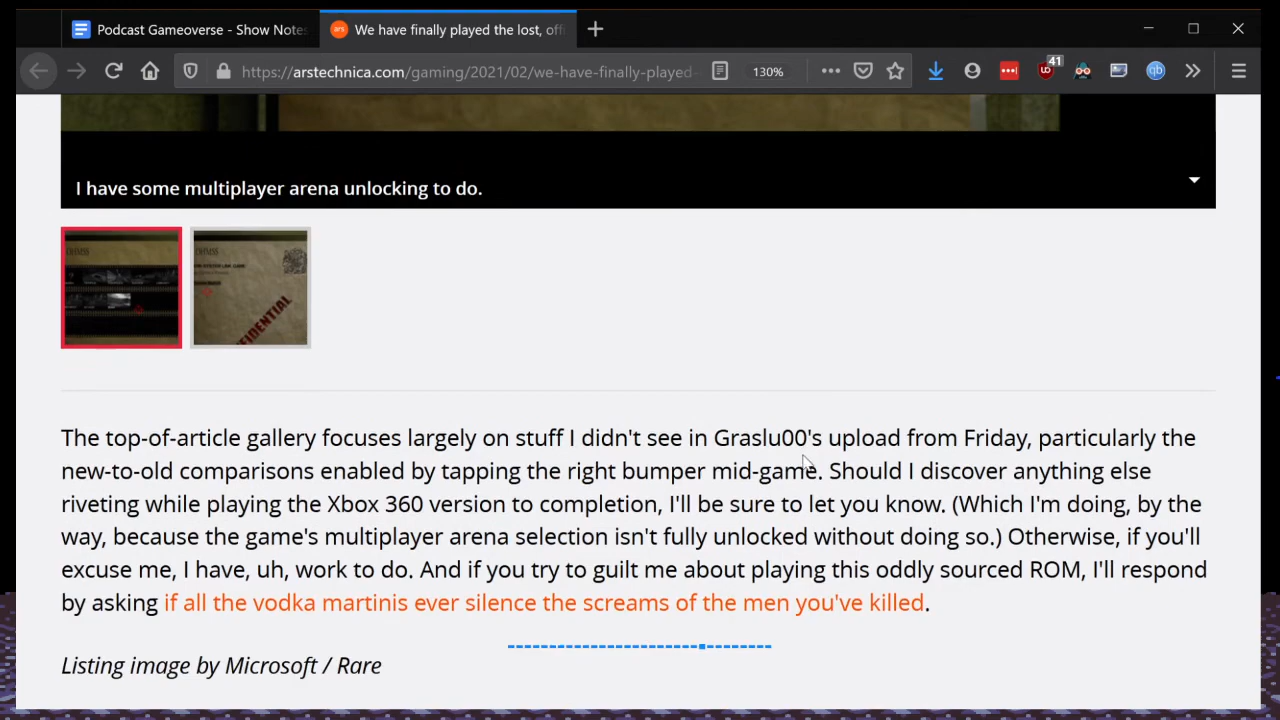 Podcast Gameoverse - Show Notes
ars We have finally played the lost, off
https://arstechnica.com/gaming/2021/02/we-have-finally-played-
130%
41
qb
I have some multiplayer arena unlocking to do.
OHMSS
OHMSS
The top-of-article gallery focuses largely on stuff I didn't see in Graslu00's upload from Friday, particularly the
new-to-old comparisons enabled by tapping the right bumper mid-game. Should I discover anything else
riveting while playing the Xbox 360 version to completion, I'll be sure to let you know. (Which I'm doing, by the
way, because the game's multiplayer arena selection isn't fully unlocked without doing so.) Otherwise, if you'll
excuse me, I have, uh, work to do. And if you try to guilt me about playing this oddly sourced ROM, I'll respond
by asking if all the vodka martinis ever silence the screams of the men you've killed.
Listing image by Microsoft / Rare